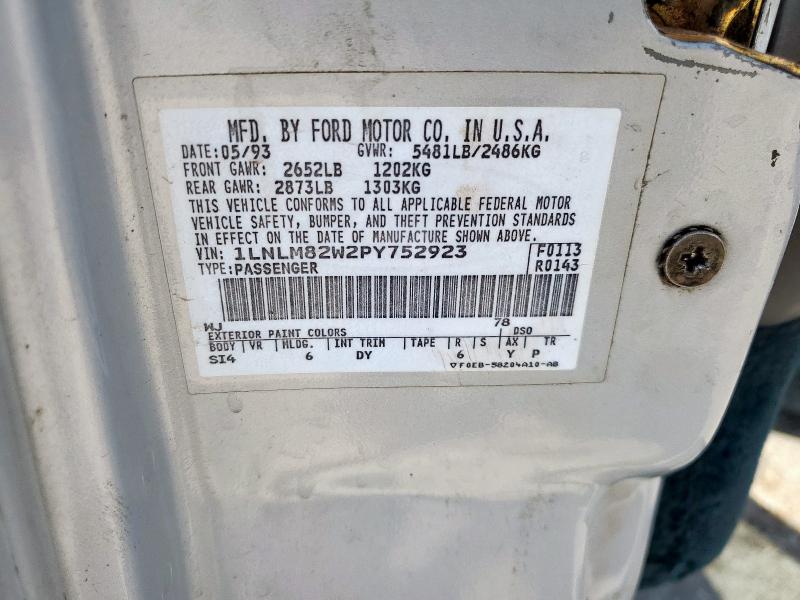 MFD. BY FORD MOTOR CO. IN U.S.A.
DATE: 05/93 GVWR: 5481LB/2486KG
FRONT GAWR: 2652LB 1202KG
REAR GAWR: 2873LB 1303KG
THIS VEHICLE CONFORMS TO ALL APPLICABLE FEDERAL MOTOR
VEHICLE SAFETY, BUMPER, AND THEFT PREVENTION STANDARDS
IN EFFECT ON THE DATE OF MANUFACTURE SHOWN ABOVE.
VIN: 1LNLM82W2PY752923 F0113
TYPE: PASSENGER R0143
WJ 78
EXTERIOR PAINT COLORS DSO
BODY VR MLDG. INT TRIM TAPE R S AX TR
SI4 6 DY 6 Y P
▽F0EB-58204A10-AB